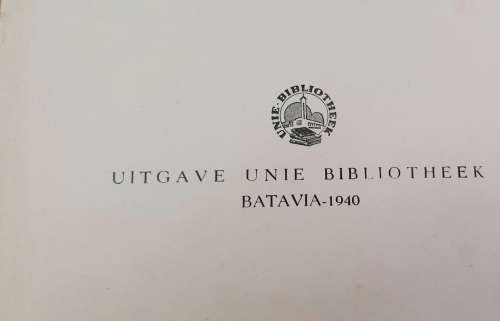 UNIE·BIBLIOTHEEK
UITGAVE UNIE BIBLIOTHEEK
BATAVIA-1940